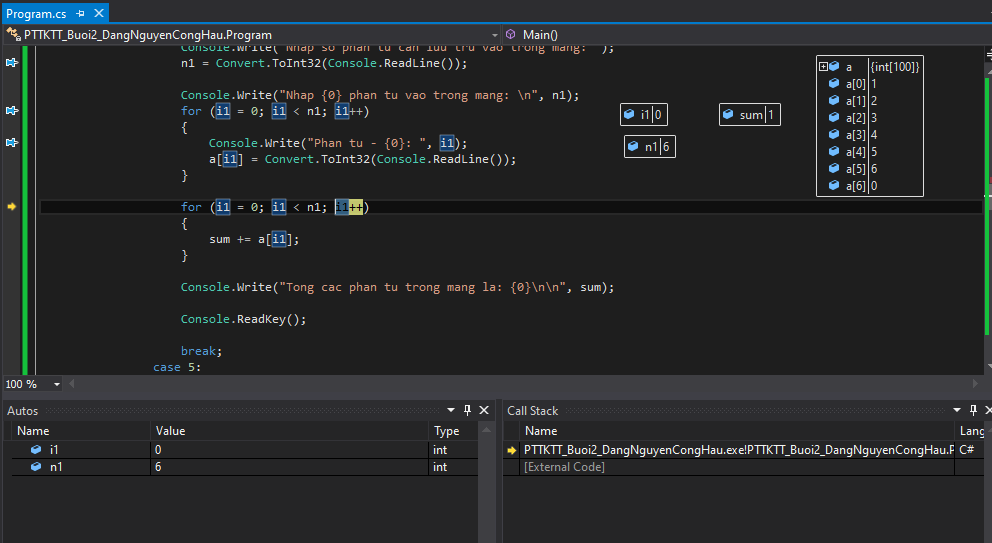 Program.cs
PTTKTT_Buoi2_DangNguyenCongHau.Program Main()
Console.Write("Nhap so phan tu can luu tru vao trong mang: ");
n1 = Convert.ToInt32(Console.ReadLine());
Console.Write("Nhap {0} phan tu vao trong mang: \n", n1);
for (i1 = 0; i1 < n1; i1++)
{
Console.Write("Phan tu - {0}: ", i1);
a[i1] = Convert.ToInt32(Console.ReadLine());
}
for (i1 = 0; i1 < n1; i1++)
{
sum += a[i1];
}
Console.Write("Tong cac phan tu trong mang la: {0}\n\n", sum);
Console.ReadKey();
break;
case 5:
i1 0
sum 1
n1 6
a {int[100]}
a[0] 1
a[1] 2
a[2] 3
a[3] 4
a[4] 5
a[5] 6
a[6] 0
100 %
Autos
Name Value Type
i1 0 int
n1 6 int
Call Stack
Name Lang
PTTKTT_Buoi2_DangNguyenCongHau.exe!PTTKTT_Buoi2_DangNguyenCongHau.P C#
[External Code]